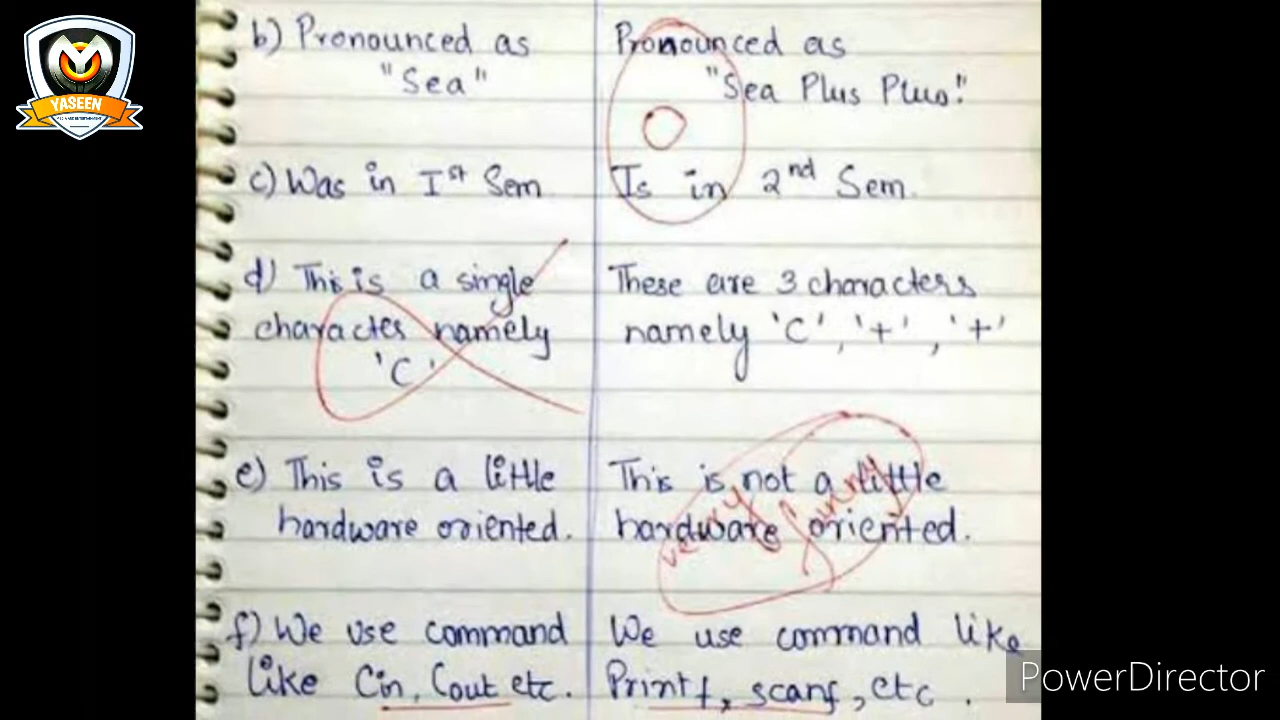 YASEEN
b) Pronounced as
"Sea"
Pronounced as
"Sea Plus Plus."
c) Was in Ist Sem
Is in 2nd Sem.
d) This is a single
character namely
'C'
These are 3 characters
namely 'C', '+', '+'
e) This is a little
hardware oriented.
This is not a little
hardware oriented.
very funny
f) We use command
like Cin, Cout etc.
We use command like
Printf, scanf, etc.
PowerDirector